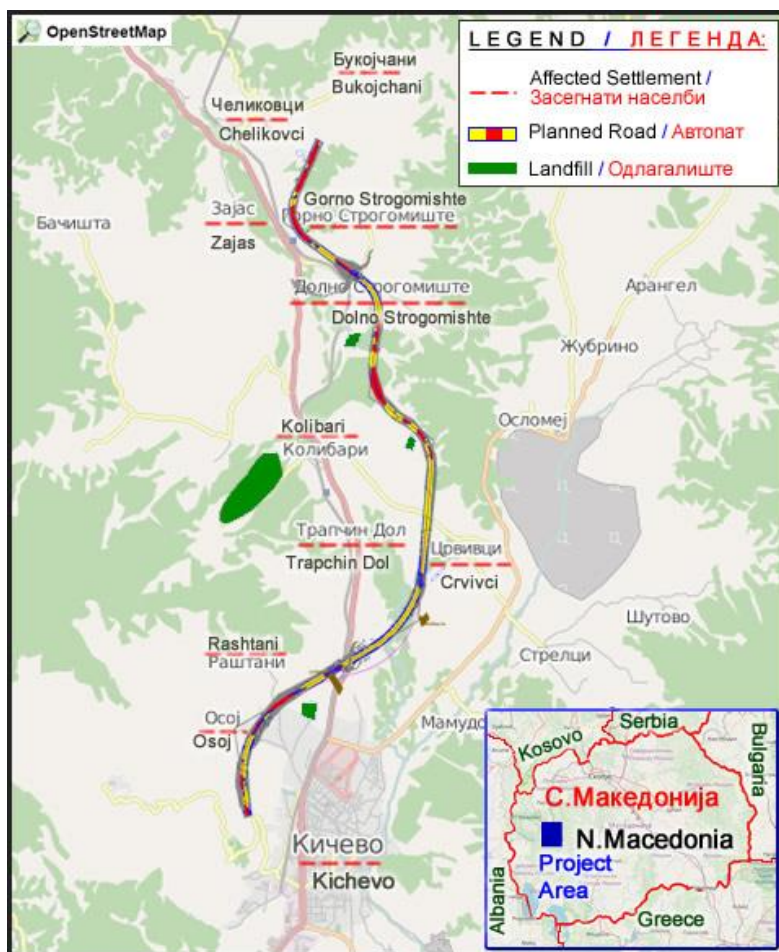 OpenStreetMap
LEGEND / ЛЕГЕНДА:
Affected Settlement /
Засегнати населби
Planned Road / Автопат
Landfill / Одлагалиште
Букојчани
Bukojchani
Челиковци
Chelikovci
Gorno Strogomishte
Зајас
Горно Строгомиште
Бачишта
Zajas
Арангел
Долно Строгомиште
Dolno Strogomishte
Жубрино
Осломеј
Kolibari
Колибари
Трапчин Дол
Trapchin Dol
Црвивци
Crvivci
Шутово
Rashtani
Раштани
Стрелци
Осој
Osoj
Мамудо
Кичево
Kichevo
Serbia
Kosovo
Bulgaria
С.Македонија
N.Macedonia
Project
Area
Albania
Greece